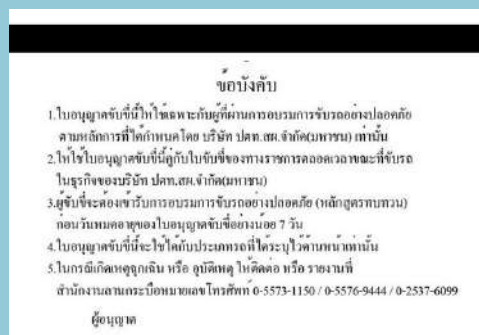 ข้อบังคับ
1.ใบอนุญาตขับขี่นี้ให้ใช้เฉพาะกับผู้ที่ผ่านการอบรมการขับรถอย่างปลอดภัย
ตามหลักการที่ได้กำหนดโดย บริษัท ปตท.สผ.จำกัด(มหาชน) เท่านั้น
2.ให้ใช้ใบอนุญาตขับขี่นี้คู่กับใบขับขี่ของทางราชการตลอดเวลาขณะที่ขับรถ
ในธุรกิจของบริษัท ปตท.สผ.จำกัด(มหาชน)
3.ผู้ขับขี่จะต้องเข้ารับการอบรมการขับรถอย่างปลอดภัย (หลักสูตรทบทวน)
ก่อนวันหมดอายุของใบอนุญาตขับขี่อย่างน้อย 7 วัน
4.ใบอนุญาตขับขี่นี้จะใช้ได้กับประเภทรถที่ได้ระบุไว้ด้านหน้าเท่านั้น
5.ในกรณีเกิดเหตุฉุกเฉิน หรือ อุบัติเหตุ ให้ติดต่อ หรือ รายงานที่
สำนักงานลานกระบือหมายเลขโทรศัพท์ 0-5573-1150 / 0-5576-9444 / 0-2537-6099
ผู้อนุญาต